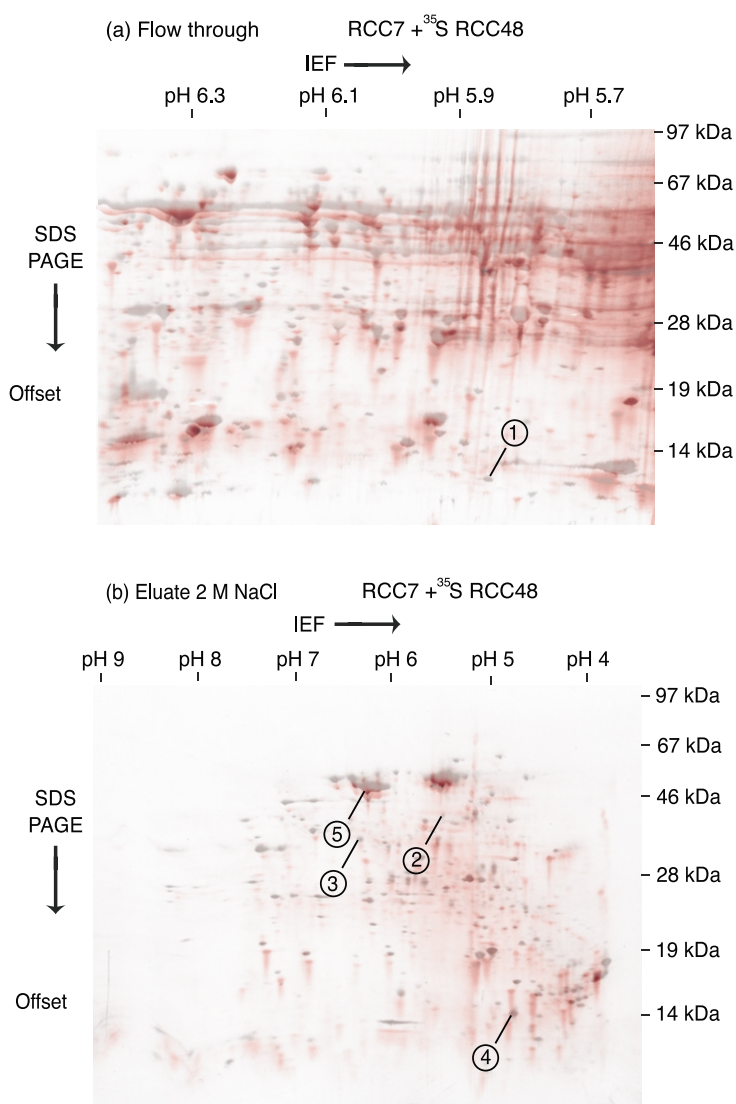 (a) Flow through RCC7 + ³⁵S RCC48
IEF
pH 6.3 pH 6.1 pH 5.9 pH 5.7
97 kDa
67 kDa
SDS
PAGE
46 kDa
28 kDa
Offset
19 kDa
1
14 kDa
(b) Eluate 2 M NaCl RCC7 + ³⁵S RCC48
IEF
pH 9 pH 8 pH 7 pH 6 pH 5 pH 4
97 kDa
67 kDa
SDS
PAGE
46 kDa
5
2
3
28 kDa
19 kDa
Offset
14 kDa
4